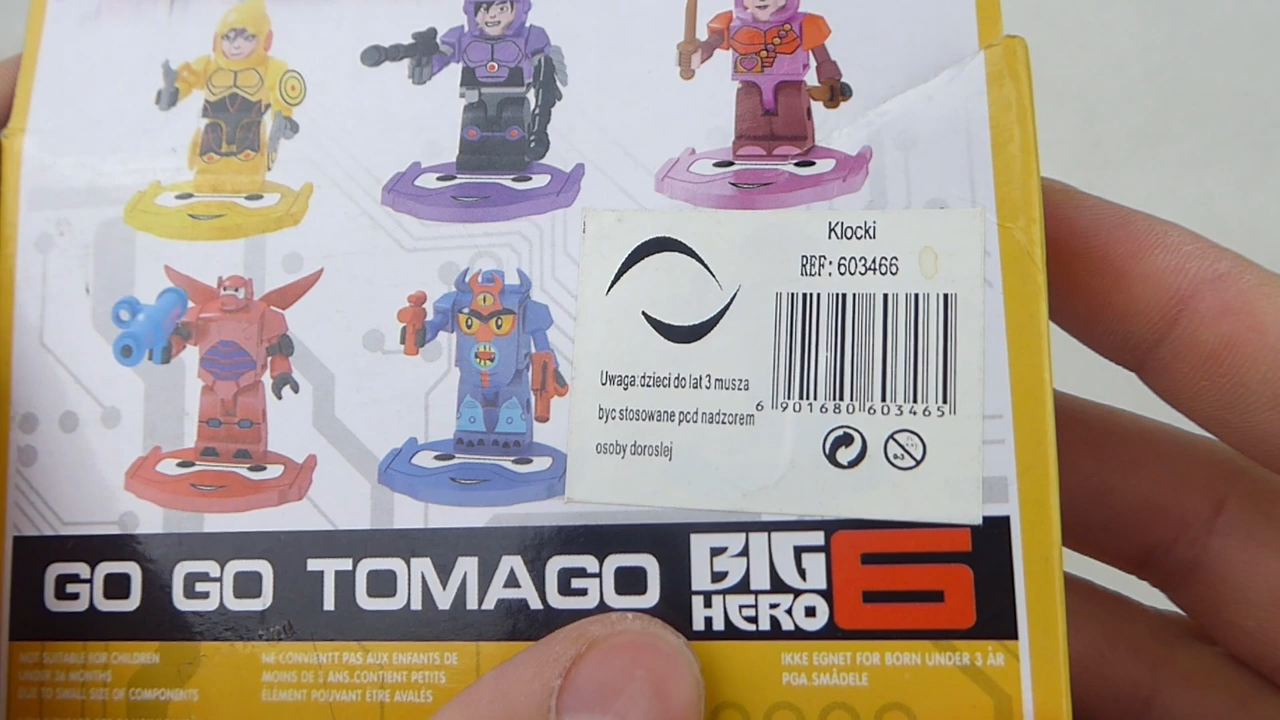 Klocki
REF: 603466
Uwaga:dzieci do lat 3 musza
byc stosowane pod nadzorem
osoby doroslej
6 901680 603465
0-3
GO GO TOMAGO
BIG
HERO
6
NOT SUITABLE FOR CHILDREN
UNDER 36 MONTHS
DUE TO SMALL SIZE OF COMPONENTS
NE CONVIENTT PAS AUX ENFANTS DE
MOINS DE 3 ANS.CONTIENT PETITS
ÉLÉMENT POUVANT ÊTRE AVALÉS
IKKE EGNET FOR BORN UNDER 3 ÅR
PGA SMÅDELE